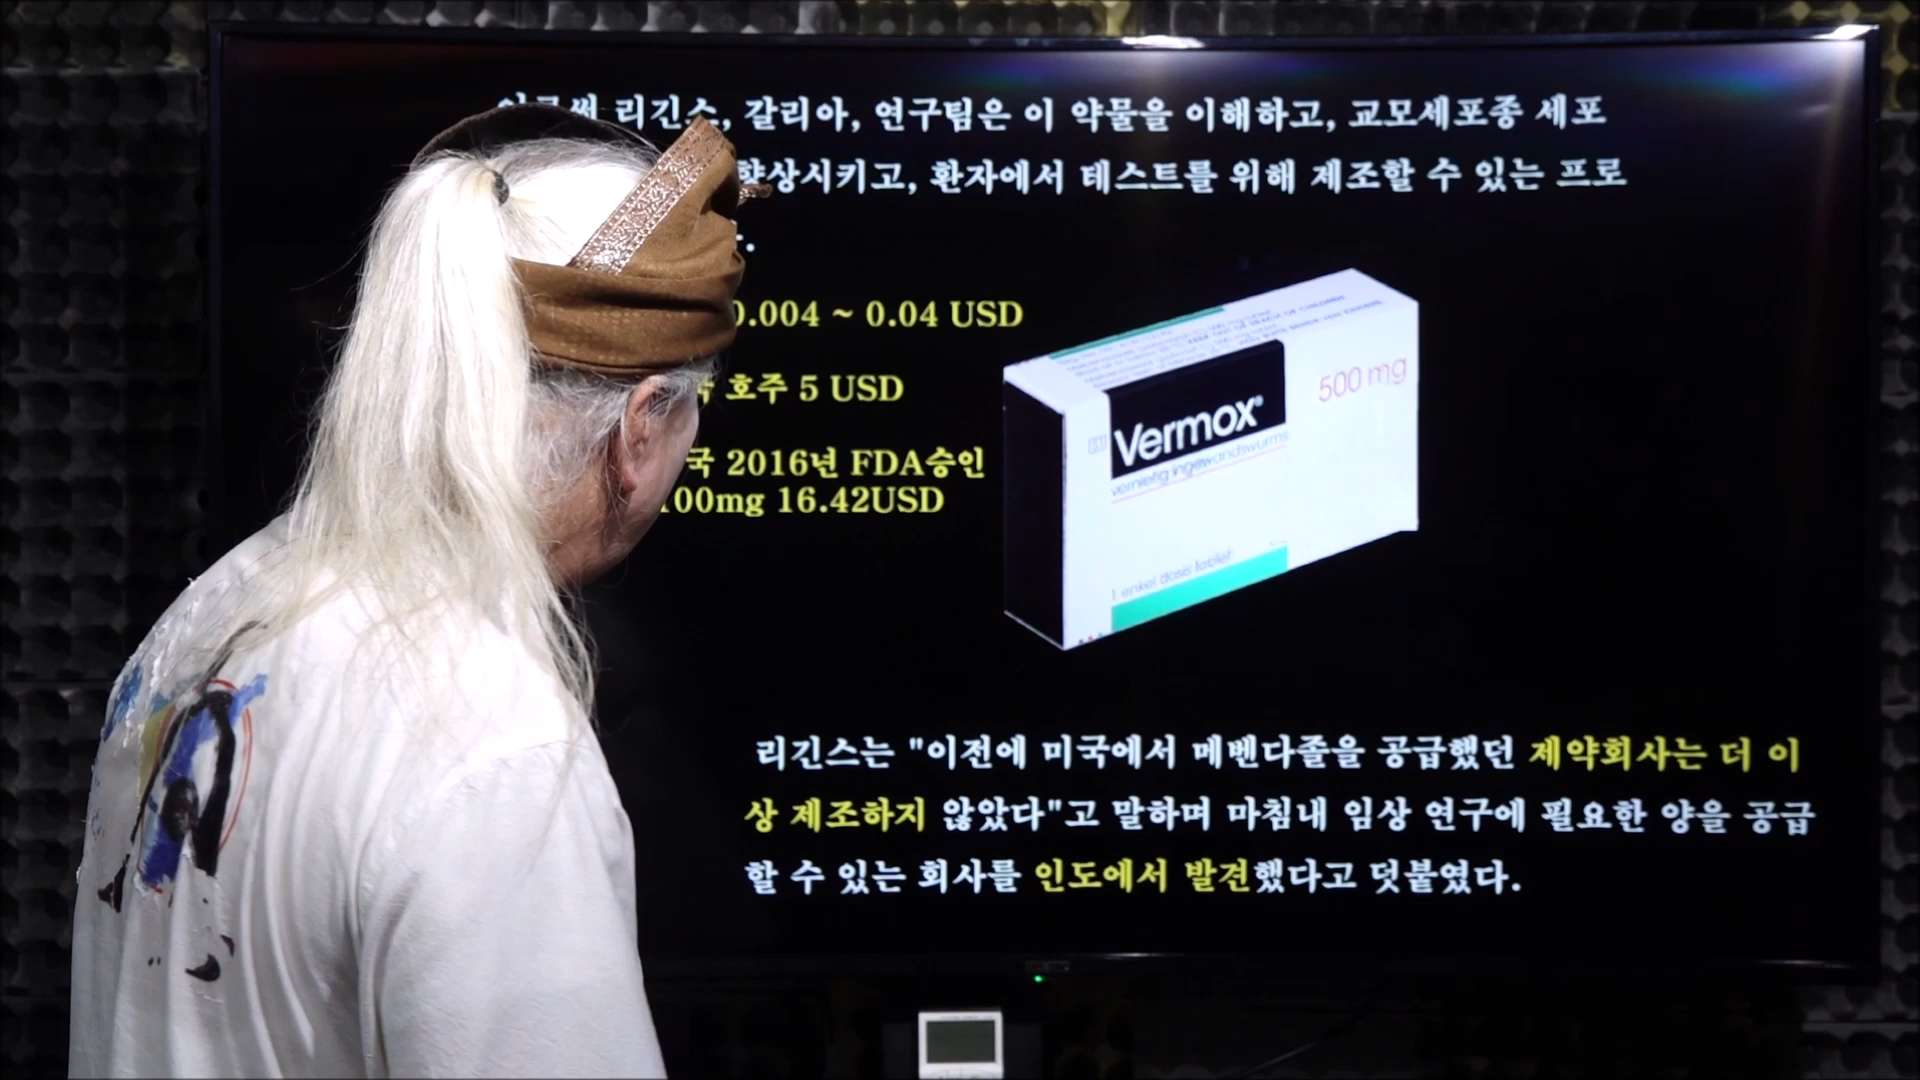 리긴스, 갈리아, 연구팀은 이 약물을 이해하고, 교모세포종 세포
향상시키고, 환자에서 테스트를 위해 제조할 수 있는 프로
0.004 ~ 0.04 USD
호주 5 USD
국 2016년 FDA승인
100mg 16.42USD
500 mg
Vermox®
vernietig ingewandswurms
1 enkel dosis tablet
리긴스는 "이전에 미국에서 메벤다졸을 공급했던 제약회사는 더 이
상 제조하지 않았다"고 말하며 마침내 임상 연구에 필요한 양을 공급
할 수 있는 회사를 인도에서 발견했다고 덧붙였다.